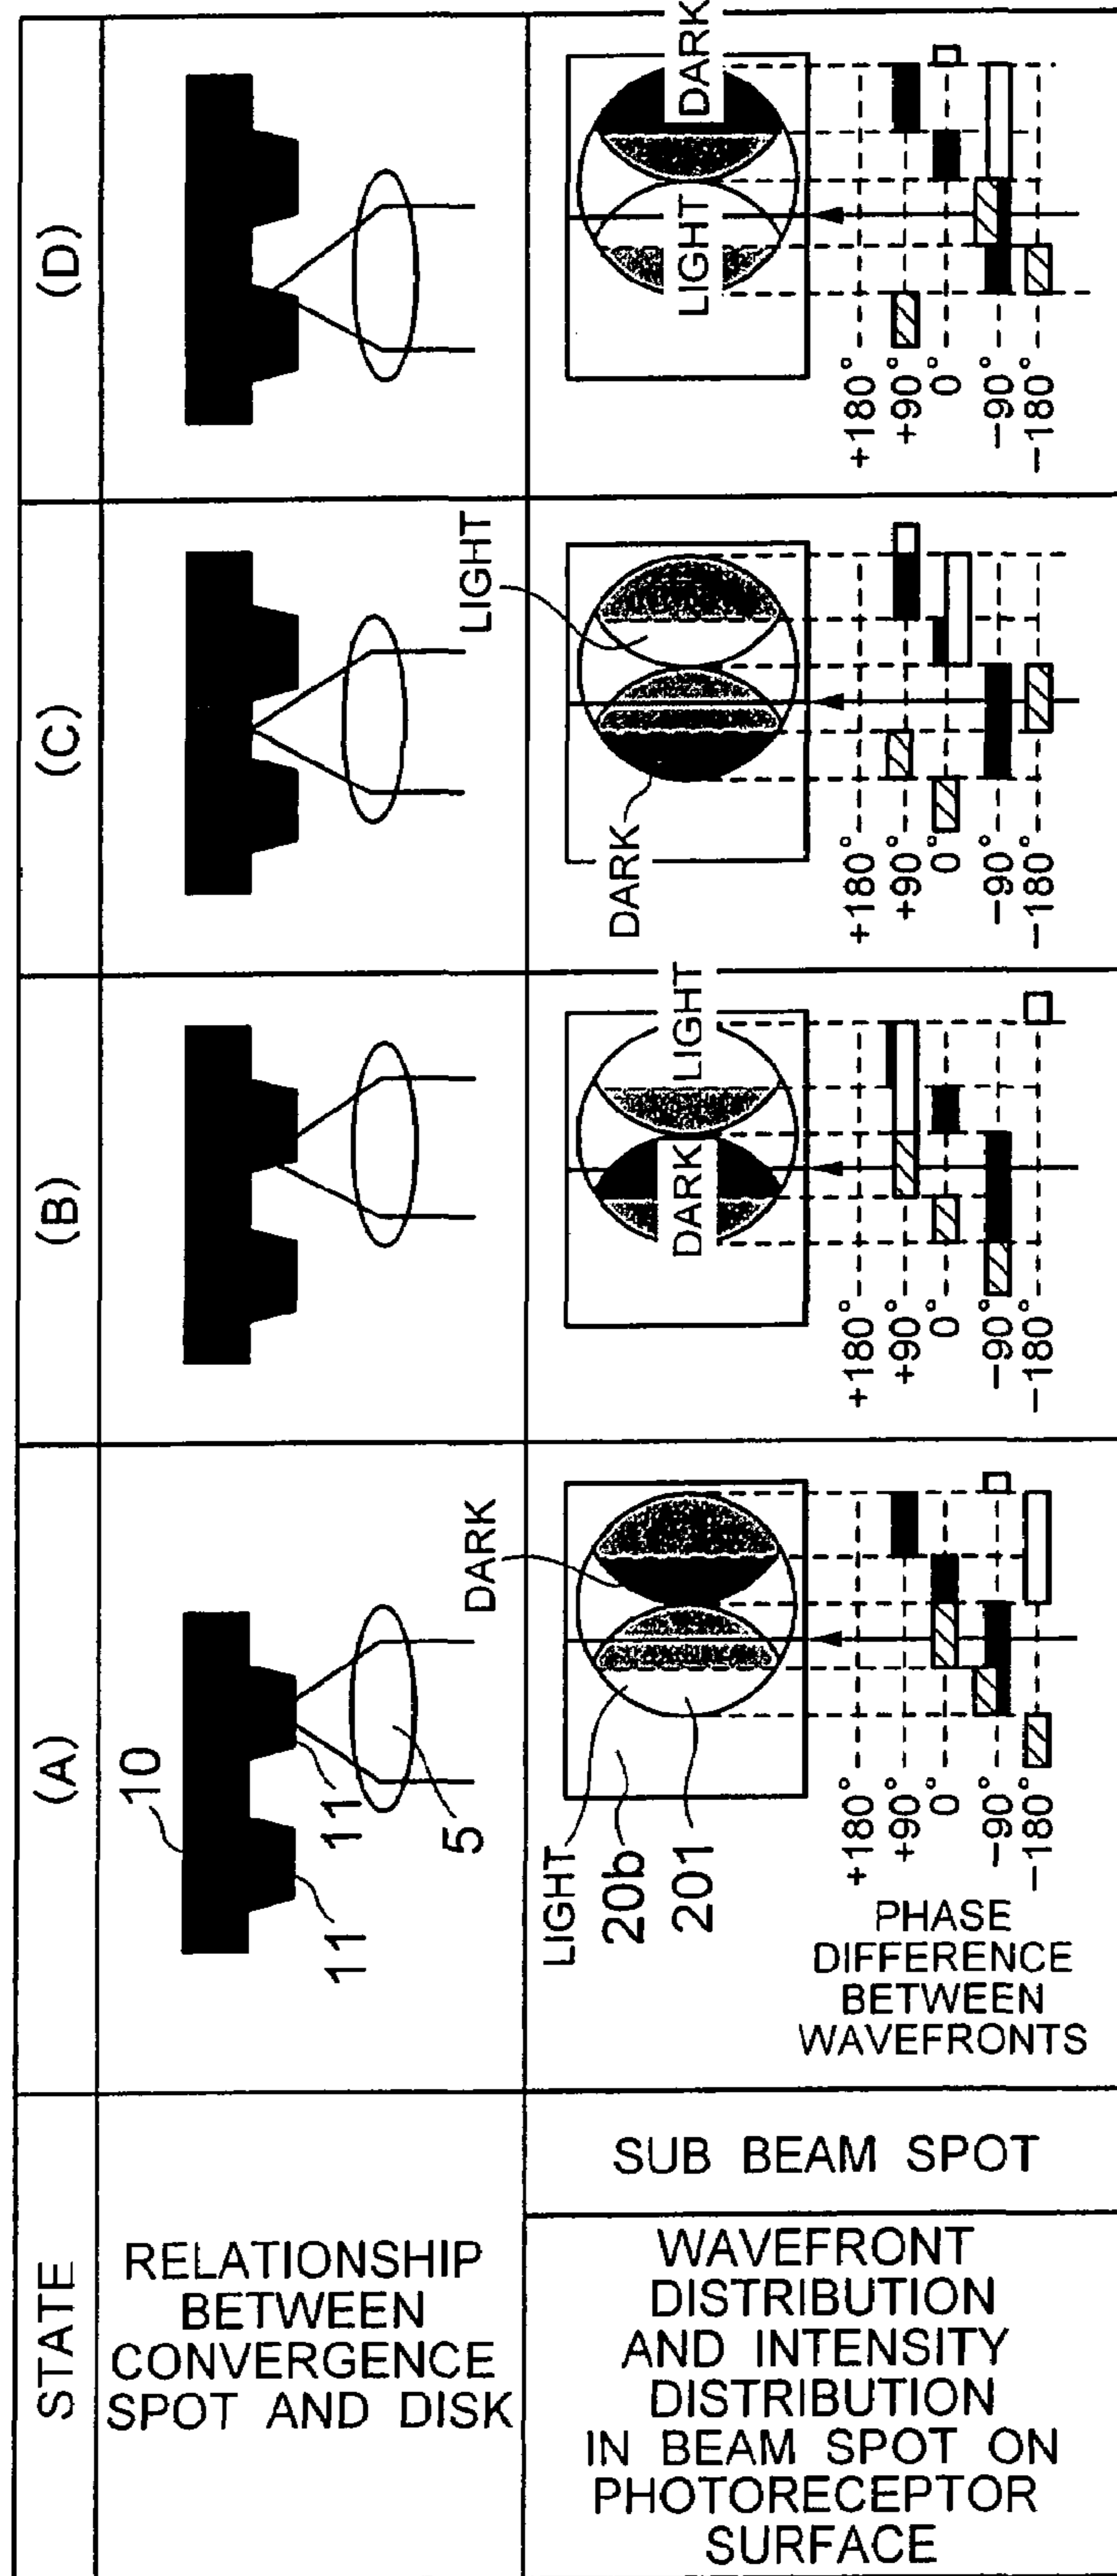 STATE
(A)
(B)
(C)
(D)
RELATIONSHIP
BETWEEN
CONVERGENCE
SPOT AND DISK
10
11
11
5
WAVEFRONT
DISTRIBUTION
AND INTENSITY
DISTRIBUTION
IN BEAM SPOT ON
PHOTORECEPTOR
SURFACE
SUB BEAM SPOT
LIGHT
20b
201
DARK
DARK
LIGHT
DARK
LIGHT
LIGHT
DARK
PHASE
DIFFERENCE
BETWEEN
WAVEFRONTS
+180°
+90°
0°
-90°
-180°
+180°
+90°
0°
-90°
-180°
+180°
+90°
0°
-90°
-180°
+180°
+90°
0°
-90°
-180°